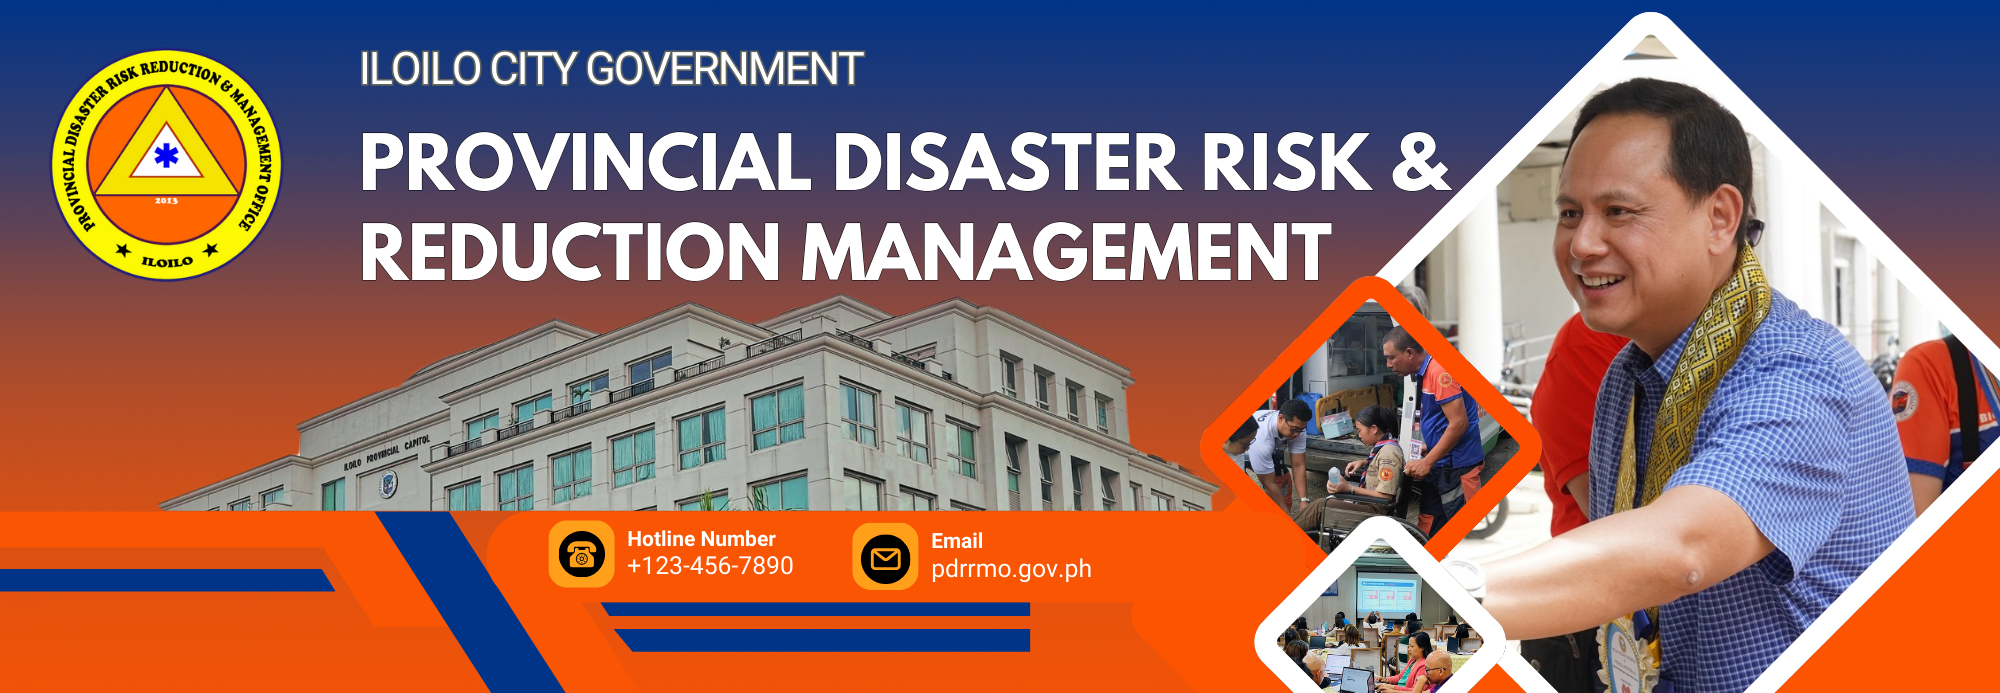 PROVINCIAL DISASTER RISK REDUCTION & MANAGEMENT OFFICE
2013
ILOILO
ILOILO CITY GOVERNMENT
PROVINCIAL DISASTER RISK &
REDUCTION MANAGEMENT
ILOILO PROVINCIAL CAPITOL
Hotline Number
+123-456-7890
Email
pdrrmo.gov.ph